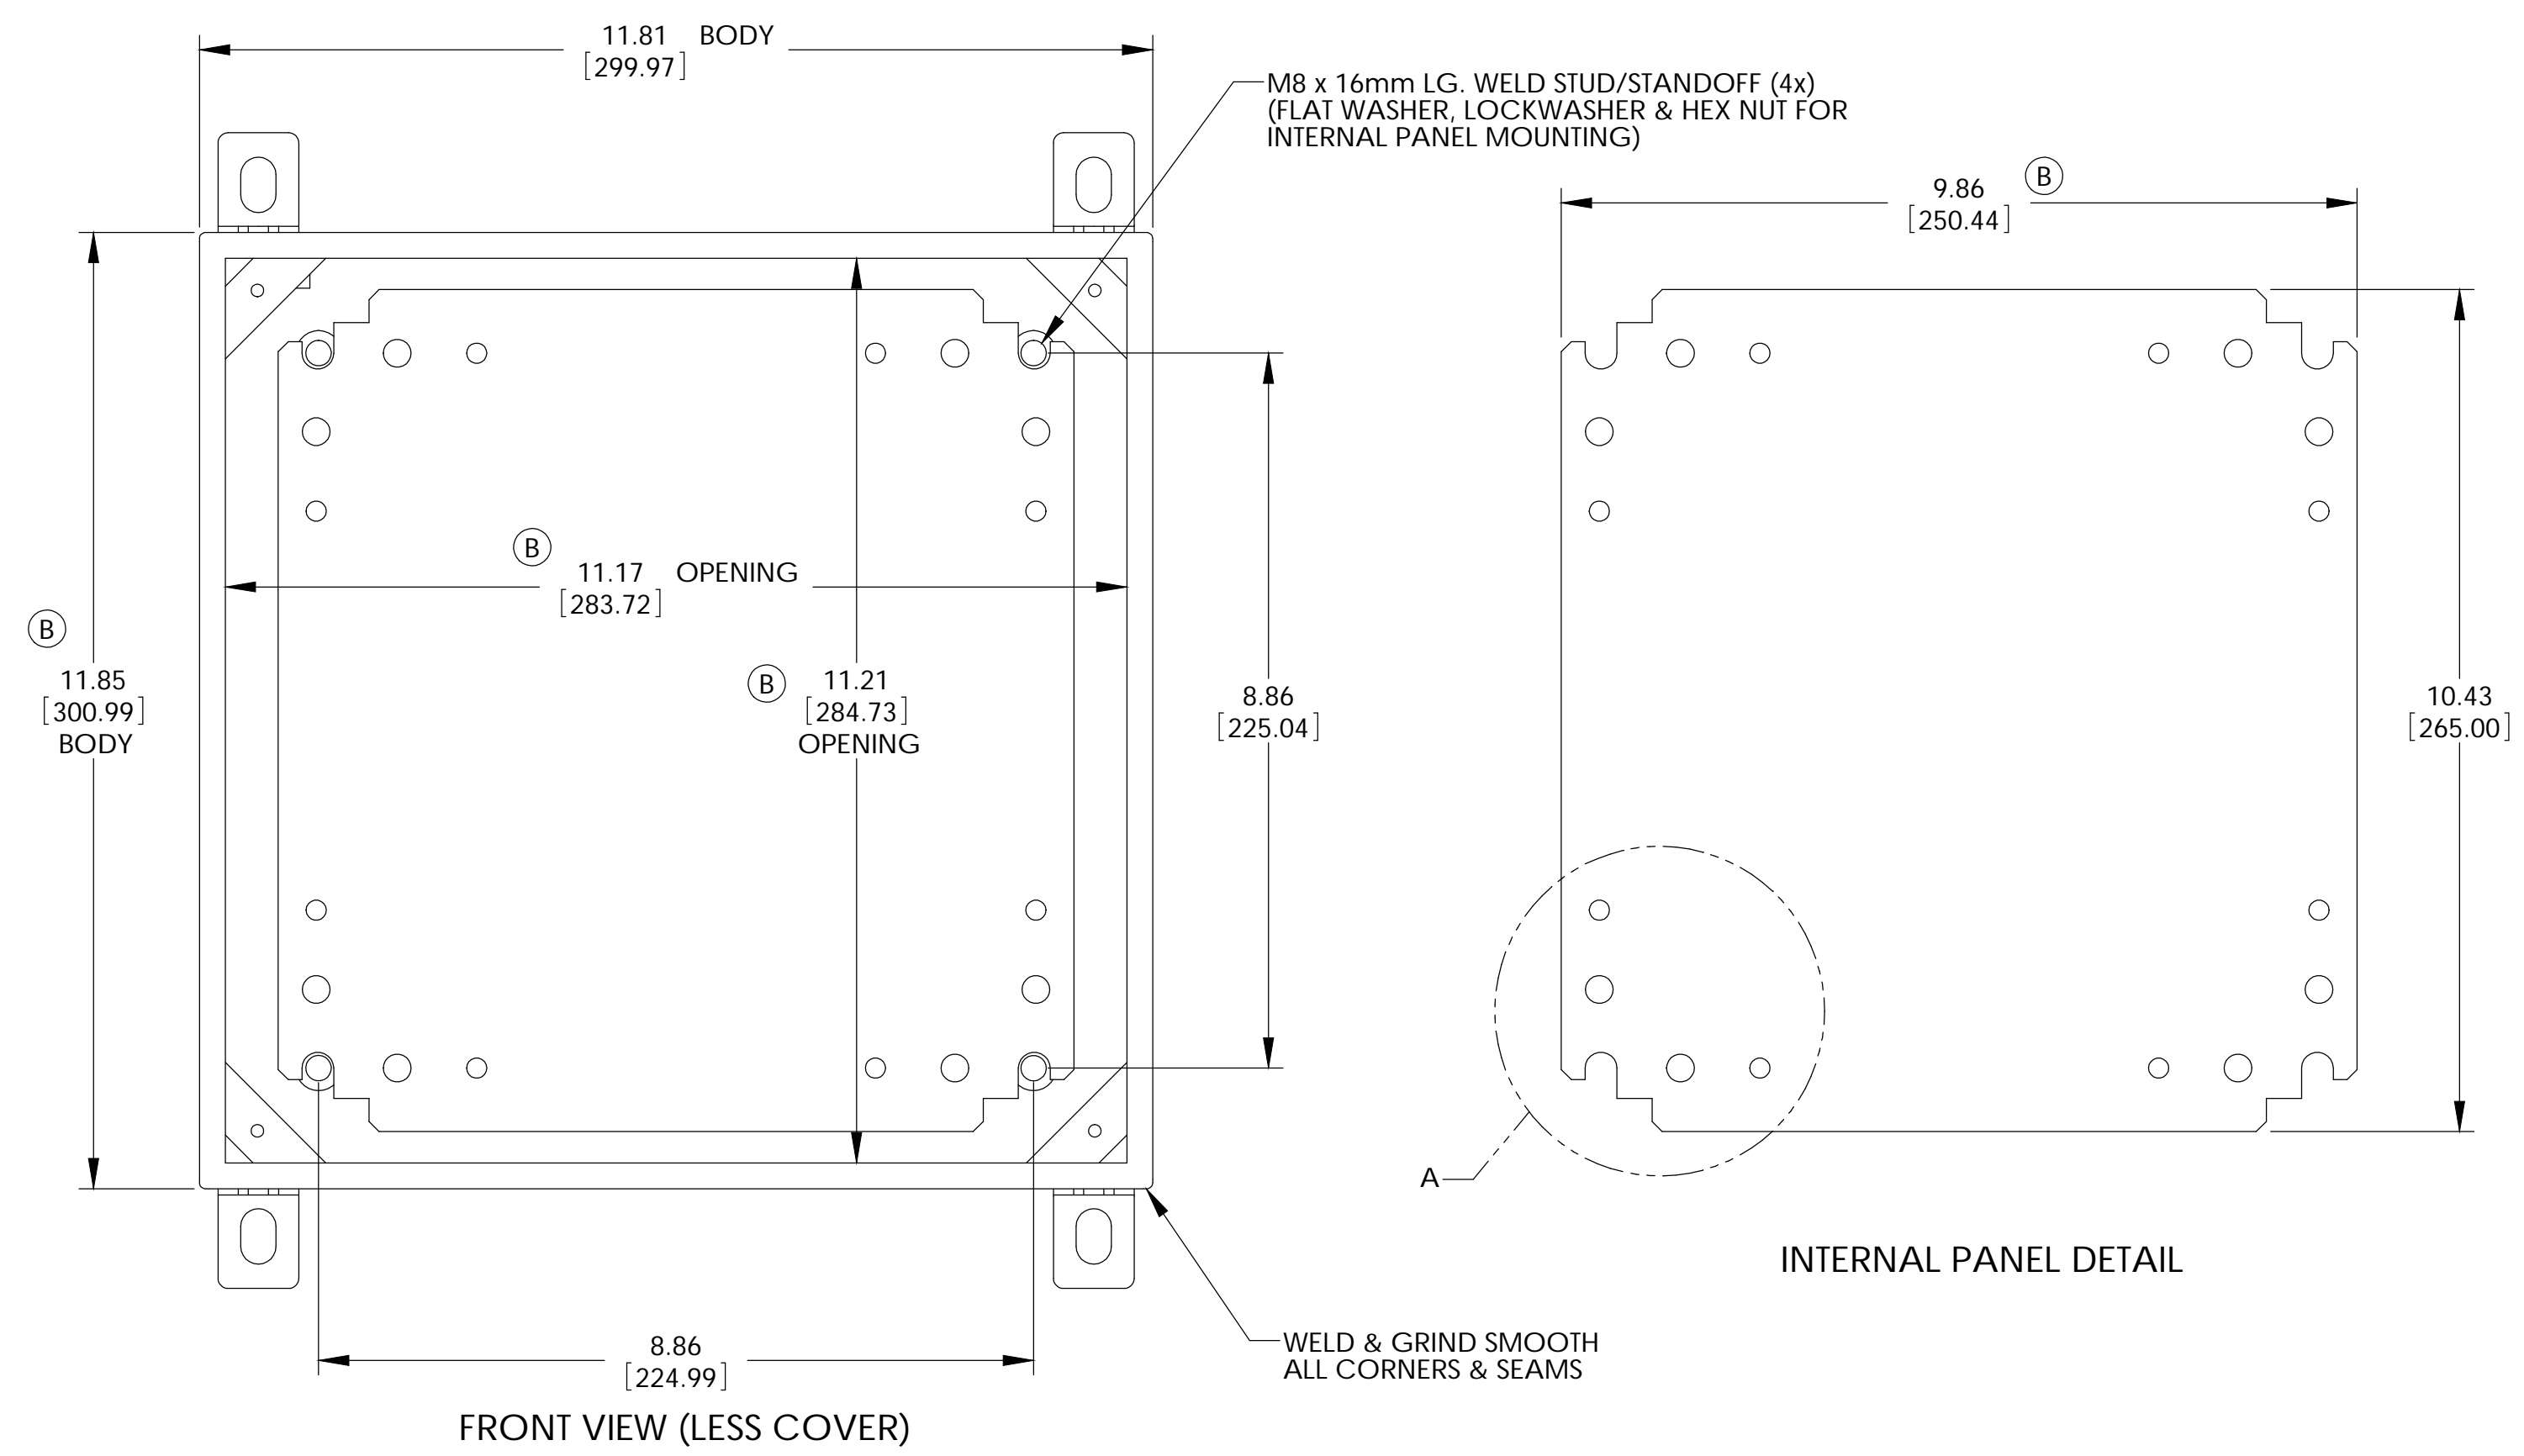 11.81 BODY
[299.97]
M8 x 16mm LG. WELD STUD/STANDOFF (4x)
(FLAT WASHER, LOCKWASHER & HEX NUT FOR
INTERNAL PANEL MOUNTING)
B
9.86
[250.44]
B
11.17 OPENING
[283.72]
B
11.85
[300.99]
BODY
B
11.21
[284.73]
OPENING
8.86
[225.04]
10.43
[265.00]
A
INTERNAL PANEL DETAIL
WELD & GRIND SMOOTH
ALL CORNERS & SEAMS
8.86
[224.99]
FRONT VIEW (LESS COVER)